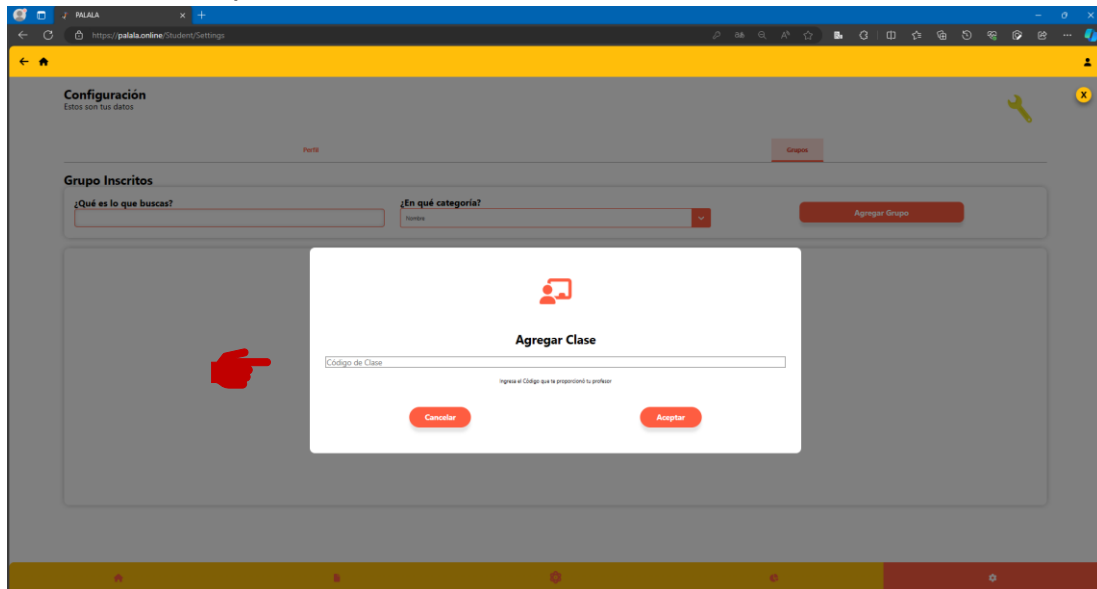 PALALA
https://palala.online/Student/Settings
Configuración
Estos son tus datos
X
Perfil
Grupos
Grupo Inscritos
¿Qué es lo que buscas?
¿En qué categoría?
Nombre
Agregar Grupo
Agregar Clase
Código de Clase
Ingresa el Código que te proporcionó tu profesor
Cancelar
Aceptar